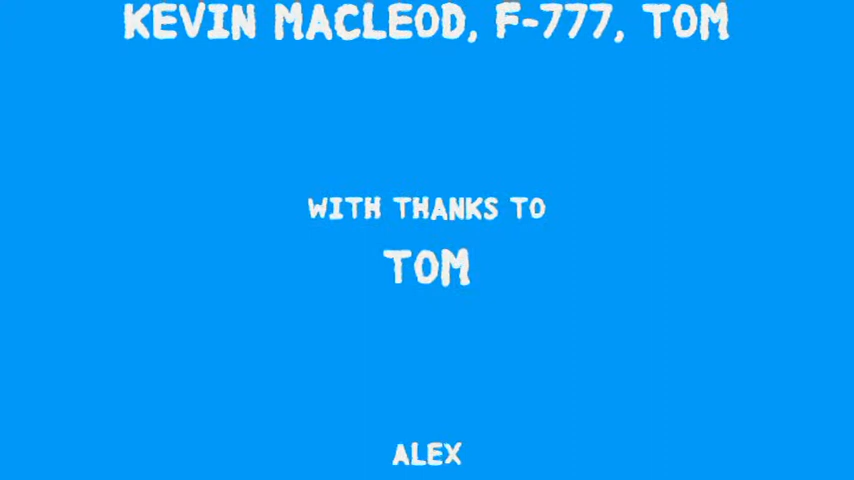 KEVIN MACLEOD, F-777, TOM
WITH THANKS TO
TOM
ALEX